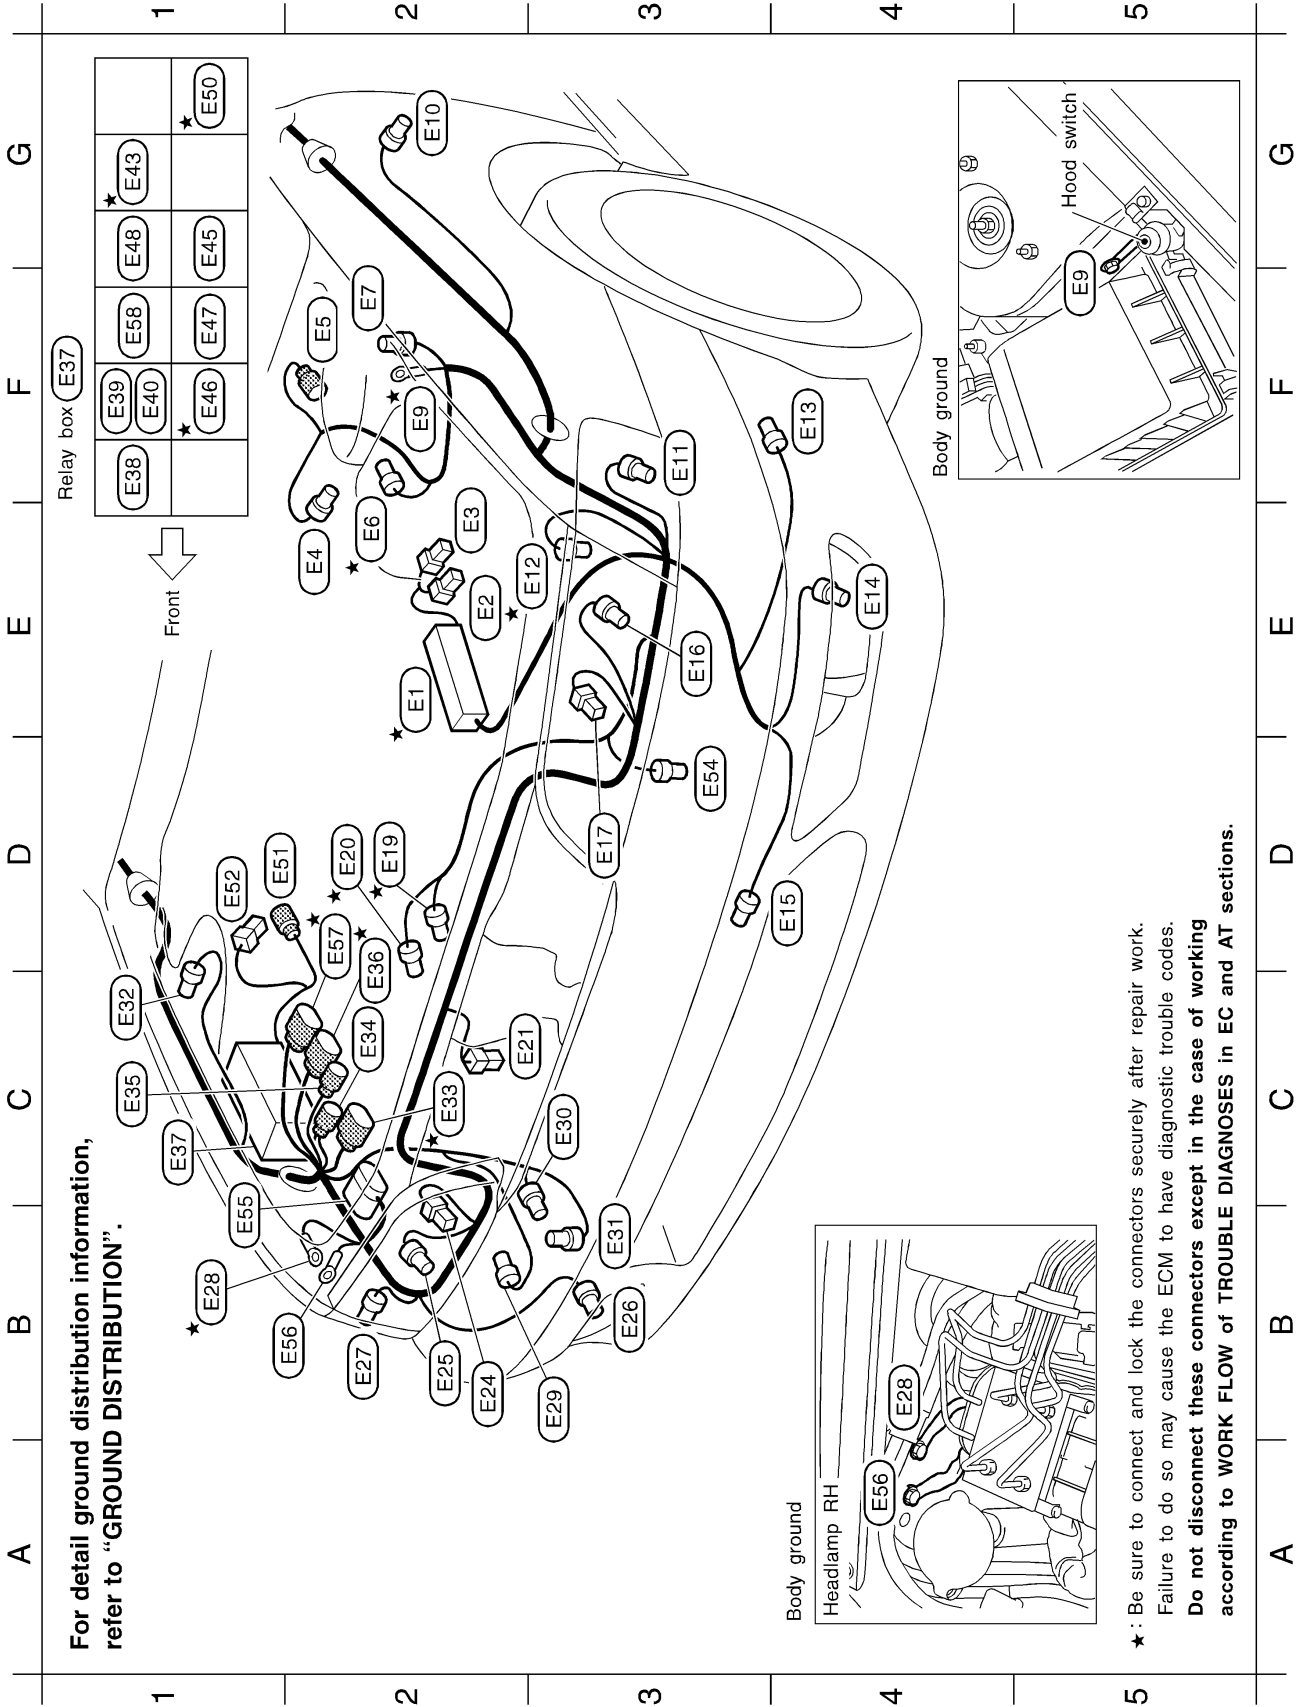 For detail ground distribution information,
refer to “GROUND DISTRIBUTION”.
A B C D E F G
1
2
3
4
5
Relay box E37
E38 E39 E40 E58 E48 ★E43
★E46 E47 E45 ★E50
Front
E32
E52
E51
E35
E37
E55
★E28
E56
E27
E25
E24
E29
E26
E31
E30
★E33
E34
★E36
★E57
★E20
★E19
E21
★E1
E2
E3
E4
E5
★E6
E7
★E9
E10
E11
★E12
E13
E14
E15
E16
E17
E54
Body ground
Headlamp RH
E56
E28
Body ground
E9
Hood switch
★: Be sure to connect and lock the connectors securely after repair work.
Failure to do so may cause the ECM to have diagnostic trouble codes.
Do not disconnect these connectors except in the case of working
according to WORK FLOW of TROUBLE DIAGNOSES in EC and AT sections.
A B C D E F G
1
2
3
4
5